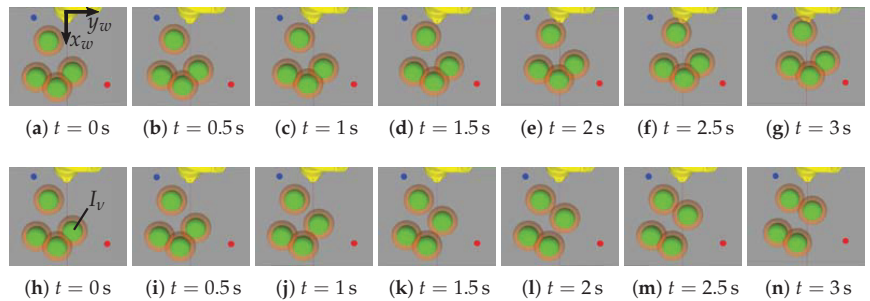 y_w
x_w
(a) t = 0 s (b) t = 0.5 s (c) t = 1 s (d) t = 1.5 s (e) t = 2 s (f) t = 2.5 s (g) t = 3 s
I_ν
(h) t = 0 s (i) t = 0.5 s (j) t = 1 s (k) t = 1.5 s (l) t = 2 s (m) t = 2.5 s (n) t = 3 s